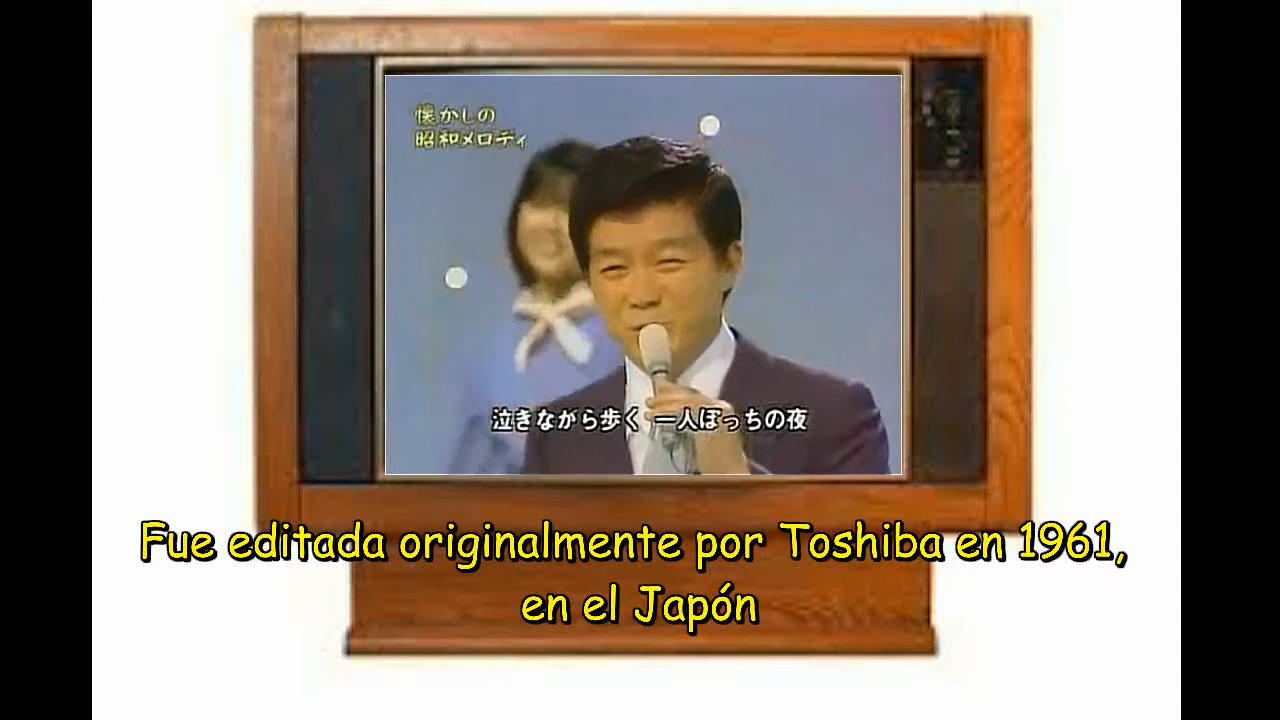 懐かしの
昭和メロディ
泣きながら歩く 一人ぼっちの夜
Fue editada originalmente por Toshiba en 1961,
en el Japón